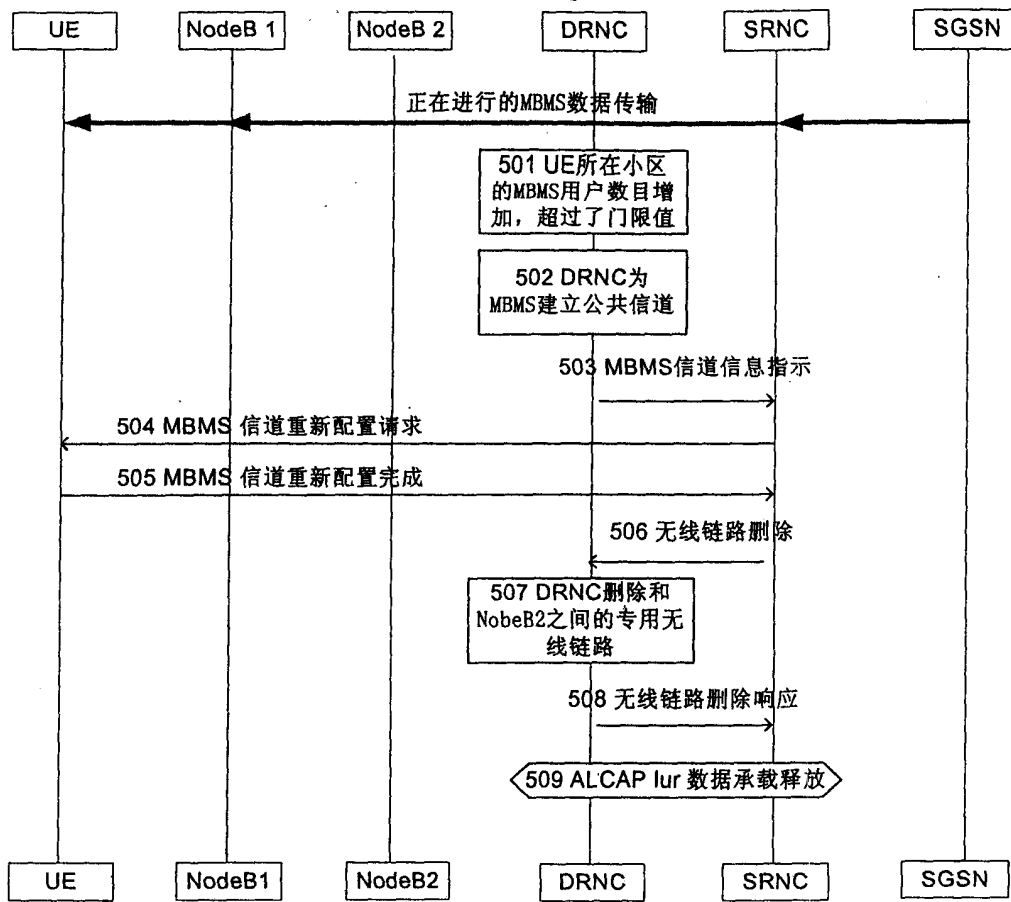 UE
NodeB 1
NodeB 2
DRNC
SRNC
SGSN
正在进行的MBMS数据传输
501 UE所在小区
的MBMS用户数目增
加，超过了门限值
502 DRNC为
MBMS建立公共信道
503 MBMS信道信息指示
504 MBMS 信道重新配置请求
505 MBMS 信道重新配置完成
506 无线链路删除
507 DRNC删除和
NobeB2之间的专用无
线链路
508 无线链路删除响应
509 ALCAP Iur 数据承载释放
UE
NodeB1
NodeB2
DRNC
SRNC
SGSN